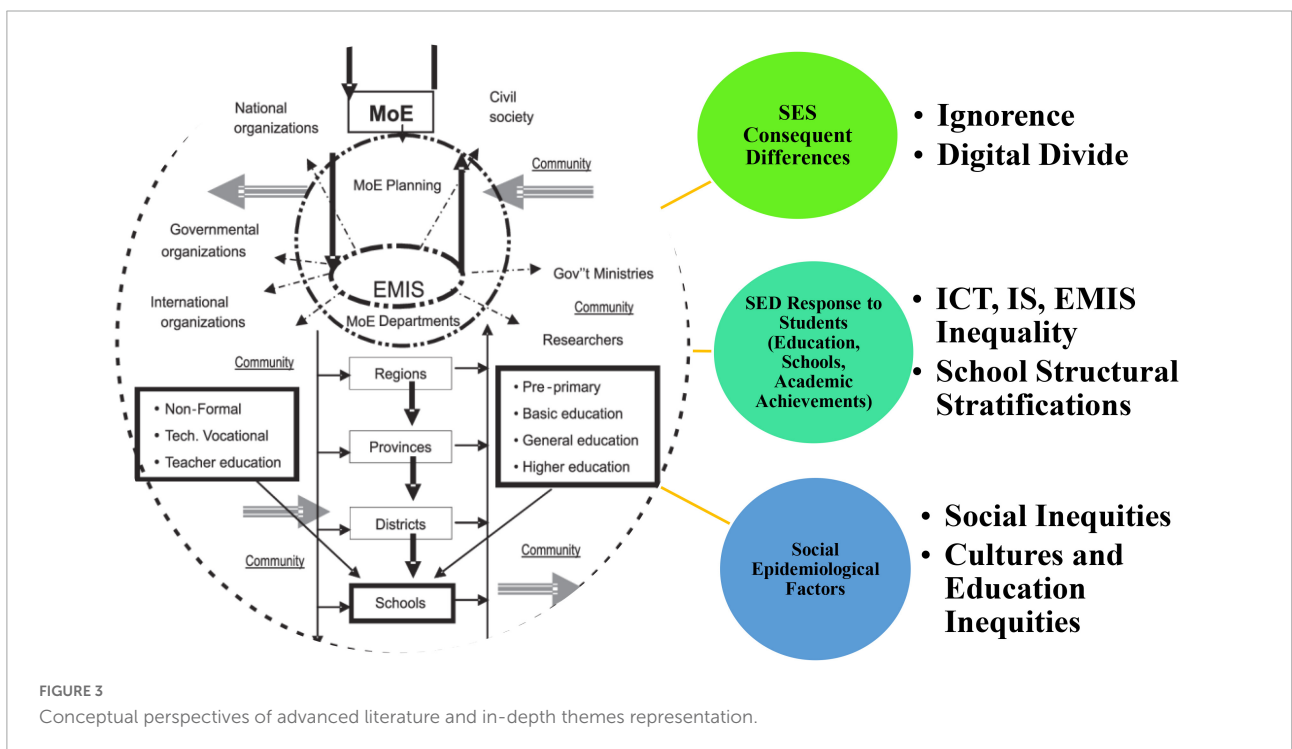 MoE
National
organizations
Civil
society
Community
MoE Planning
Governmental
organizations
EMIS
Gov"t Ministries
International
organizations
MoE Departments
Community
Researchers
Community
Regions
• Non-Formal
• Tech. Vocational
• Teacher education
• Pre-primary
• Basic education
• General education
• Higher education
Provinces
Districts
Community
Community
Schools
SES
Consequent
Differences
• Ignorence
• Digital Divide
SED Response to
Students
(Education,
Schools,
Academic
Achievements)
• ICT, IS, EMIS
Inequality
• School Structural
Stratifications
Social
Epidemiological
Factors
• Social Inequities
• Cultures and
Education
Inequities
FIGURE 3
Conceptual perspectives of advanced literature and in-depth themes representation.